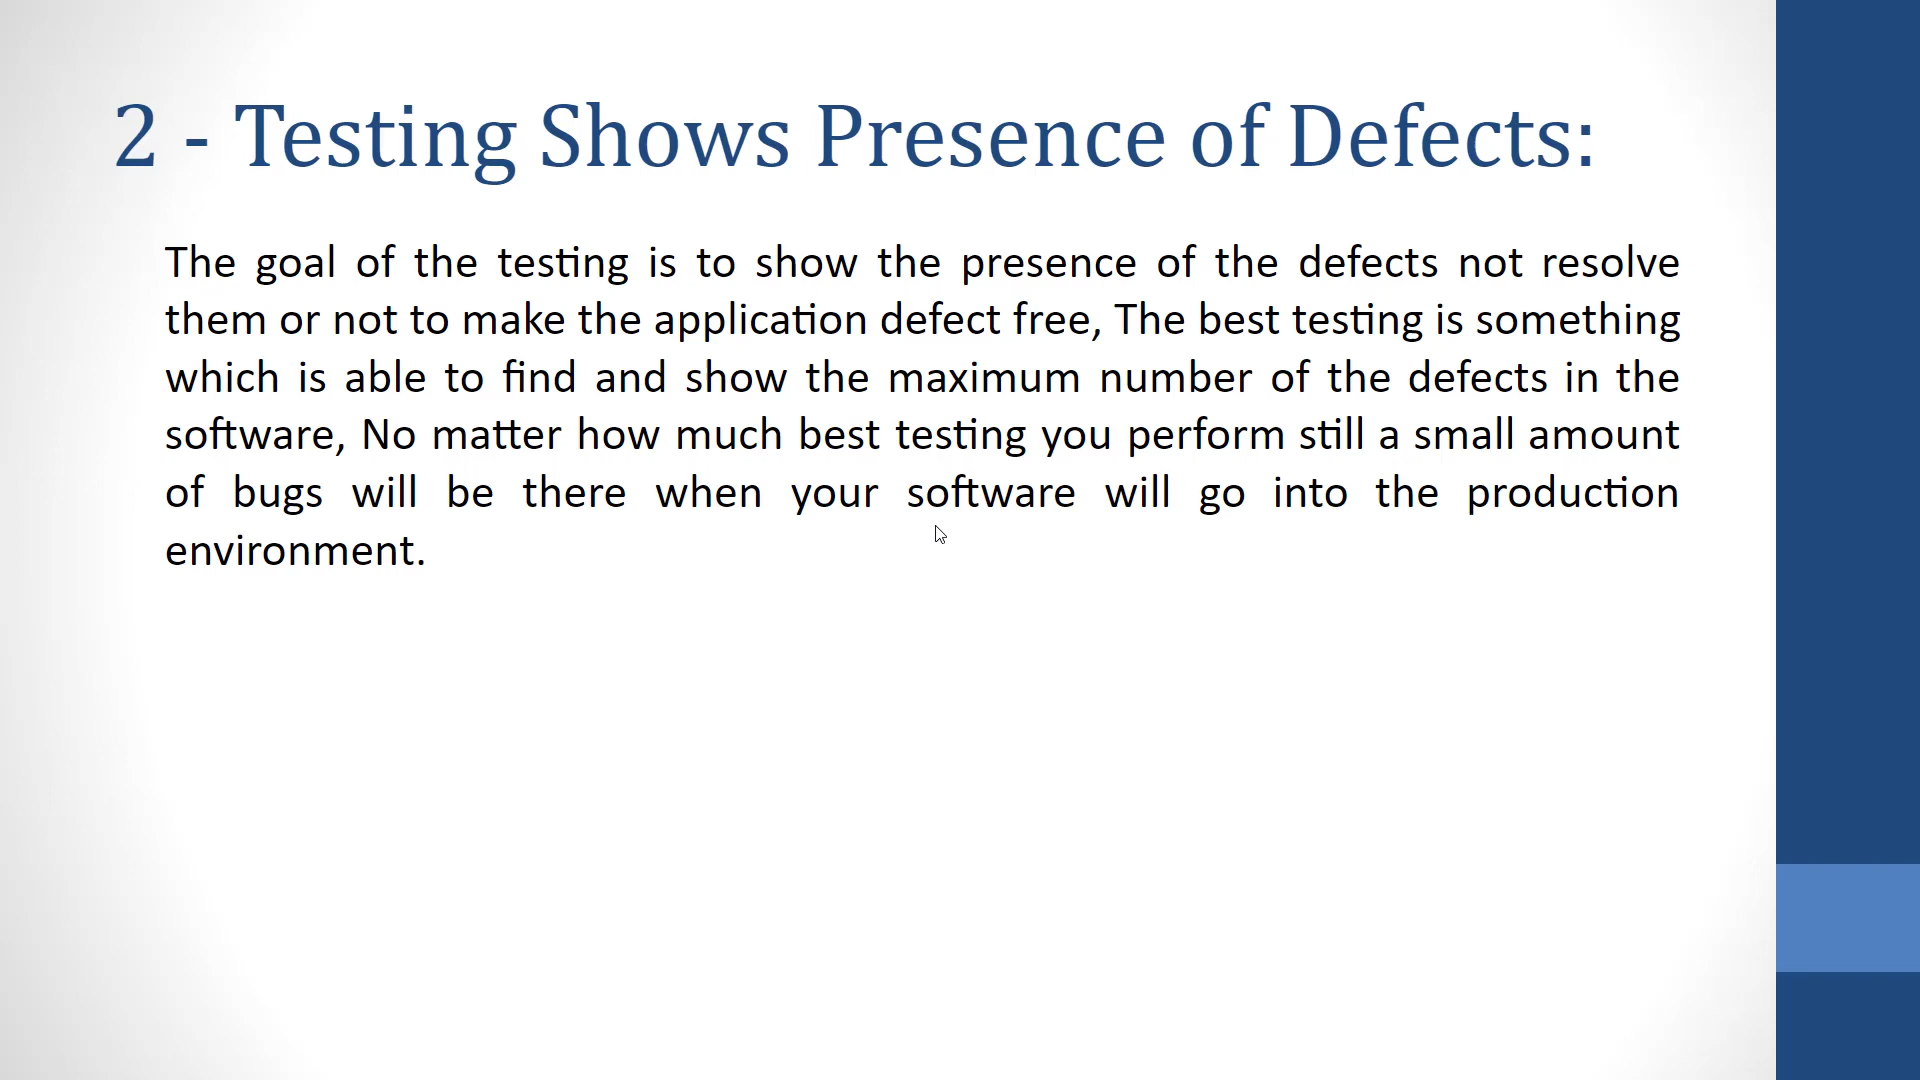 2 - Testing Shows Presence of Defects:
The goal of the testing is to show the presence of the defects not resolve
them or not to make the application defect free, The best testing is something
which is able to find and show the maximum number of the defects in the
software, No matter how much best testing you perform still a small amount
of bugs will be there when your software will go into the production
environment.